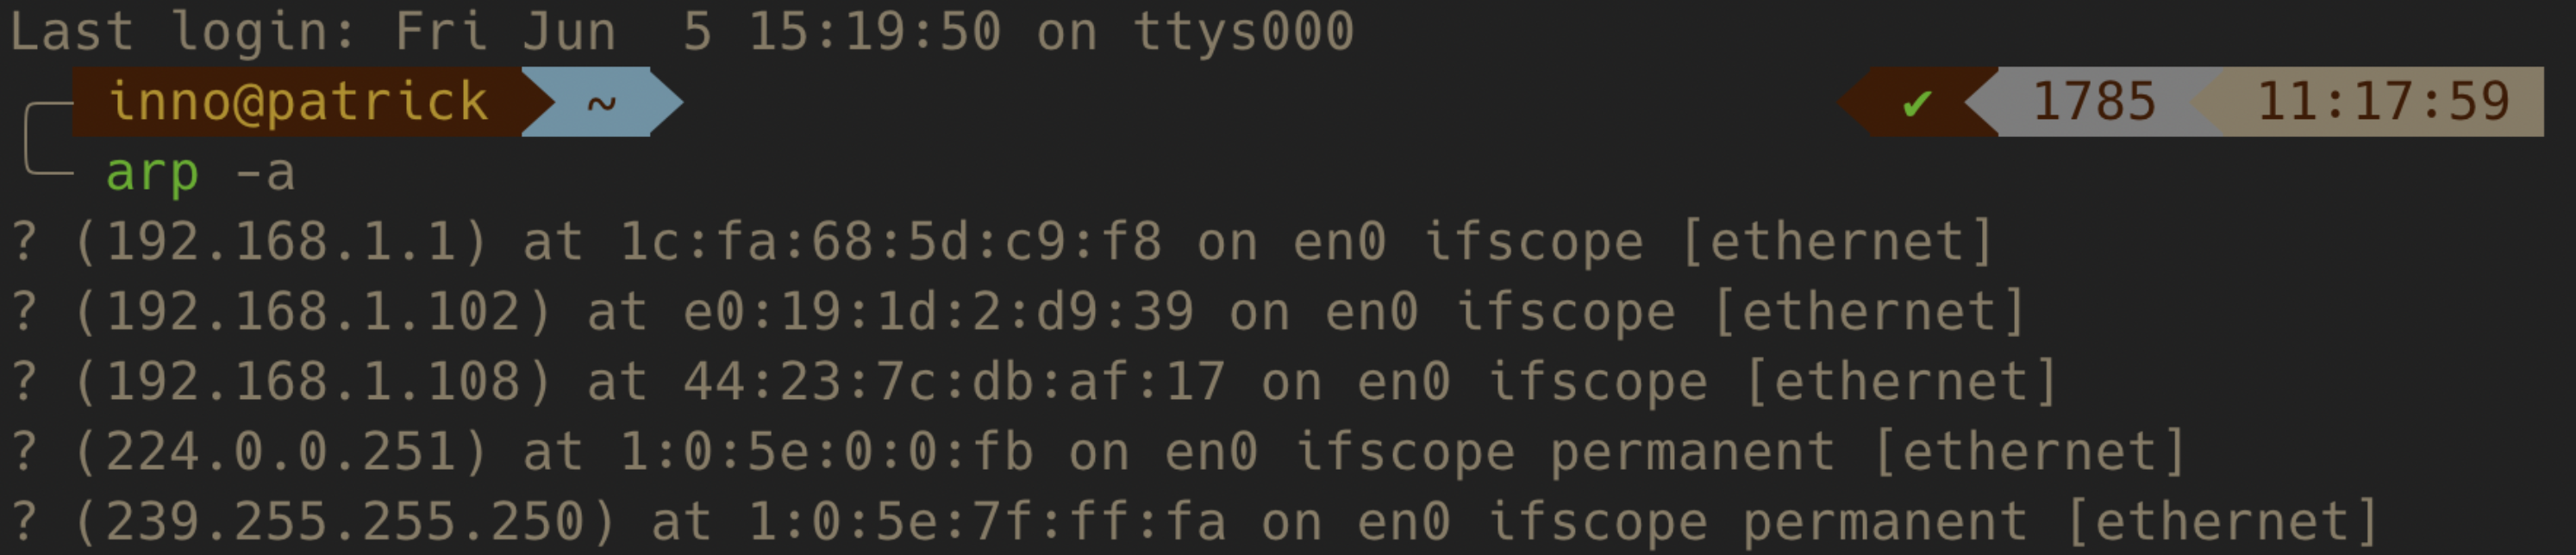 Last login: Fri Jun  5 15:19:50 on ttys000
inno@patrick ~ ✔ 1785 11:17:59
arp -a
? (192.168.1.1) at 1c:fa:68:5d:c9:f8 on en0 ifscope [ethernet]
? (192.168.1.102) at e0:19:1d:2:d9:39 on en0 ifscope [ethernet]
? (192.168.1.108) at 44:23:7c:db:af:17 on en0 ifscope [ethernet]
? (224.0.0.251) at 1:0:5e:0:0:fb on en0 ifscope permanent [ethernet]
? (239.255.255.250) at 1:0:5e:7f:ff:fa on en0 ifscope permanent [ethernet]